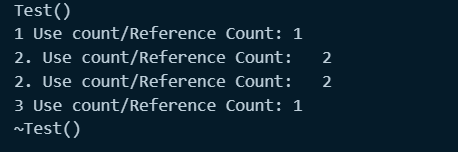 Test()
1 Use count/Reference Count: 1
2. Use count/Reference Count:   2
2. Use count/Reference Count:   2
3 Use count/Reference Count: 1
~Test()